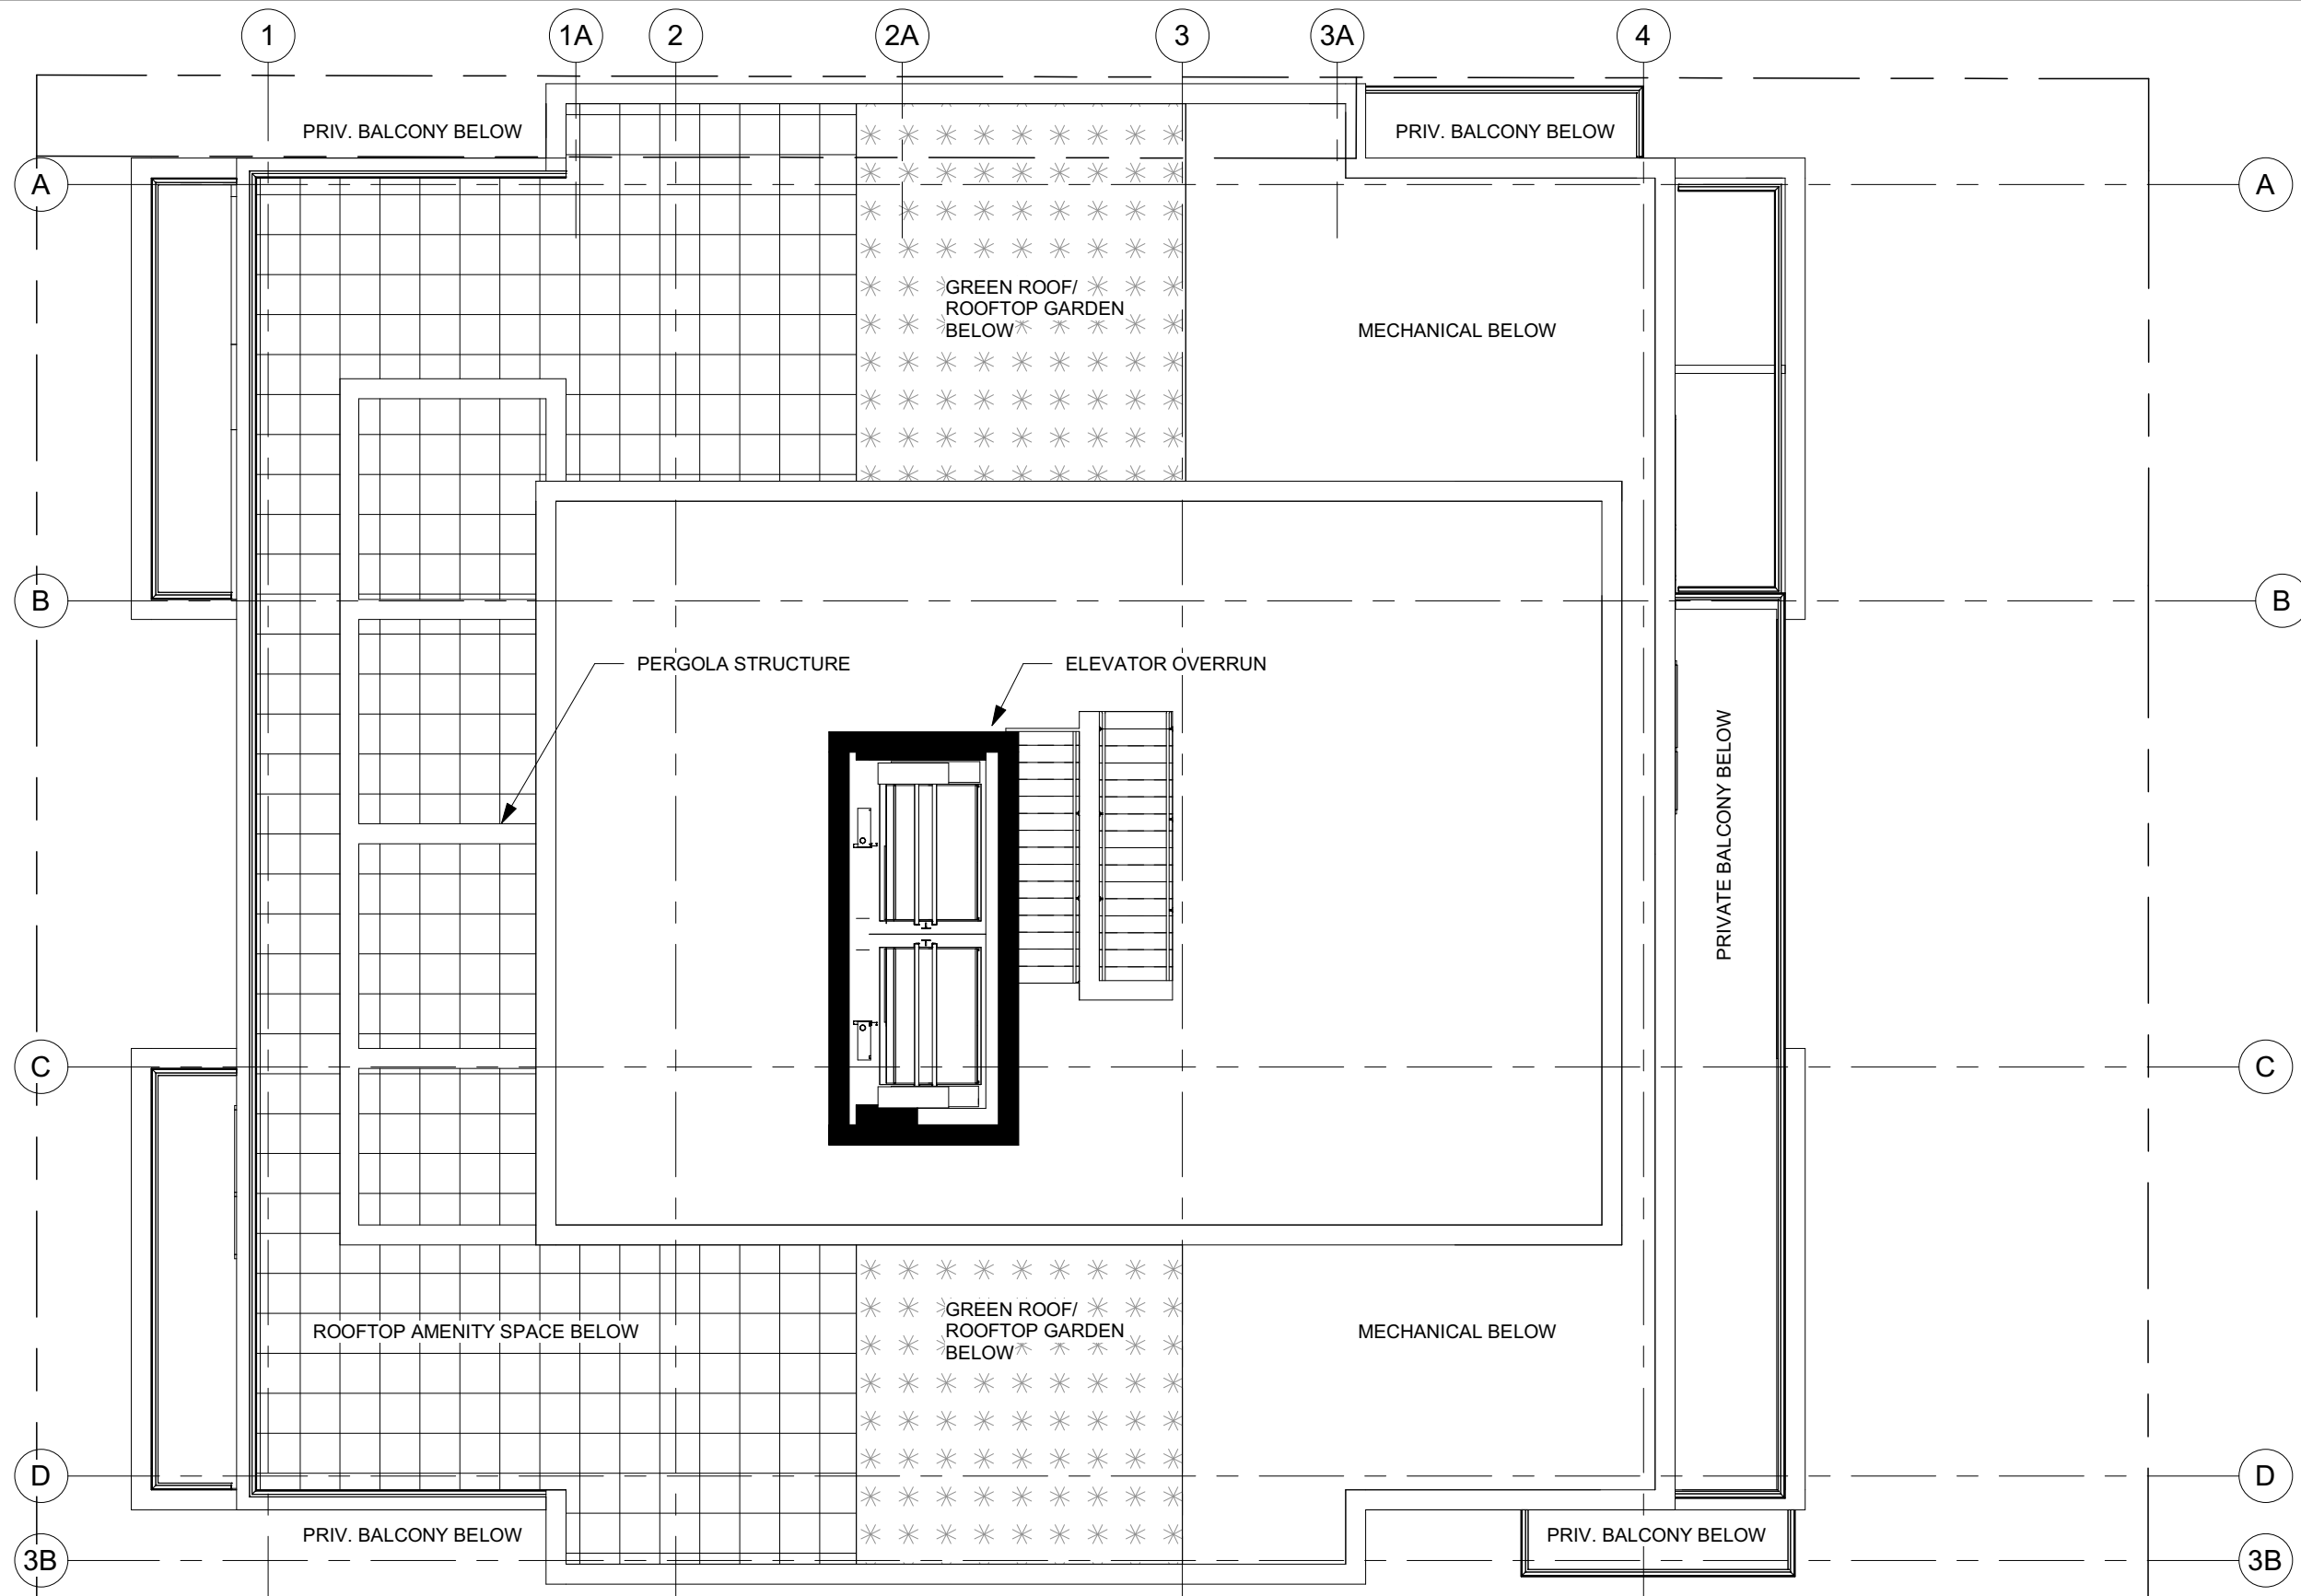 1
1A
2
2A
3
3A
4
PRIV. BALCONY BELOW
PRIV. BALCONY BELOW
A
A
GREEN ROOF/
ROOFTOP GARDEN
BELOW
MECHANICAL BELOW
B
B
PERGOLA STRUCTURE
ELEVATOR OVERRUN
PRIVATE BALCONY BELOW
C
C
GREEN ROOF/
ROOFTOP GARDEN
BELOW
ROOFTOP AMENITY SPACE BELOW
MECHANICAL BELOW
D
D
PRIV. BALCONY BELOW
PRIV. BALCONY BELOW
3B
3B